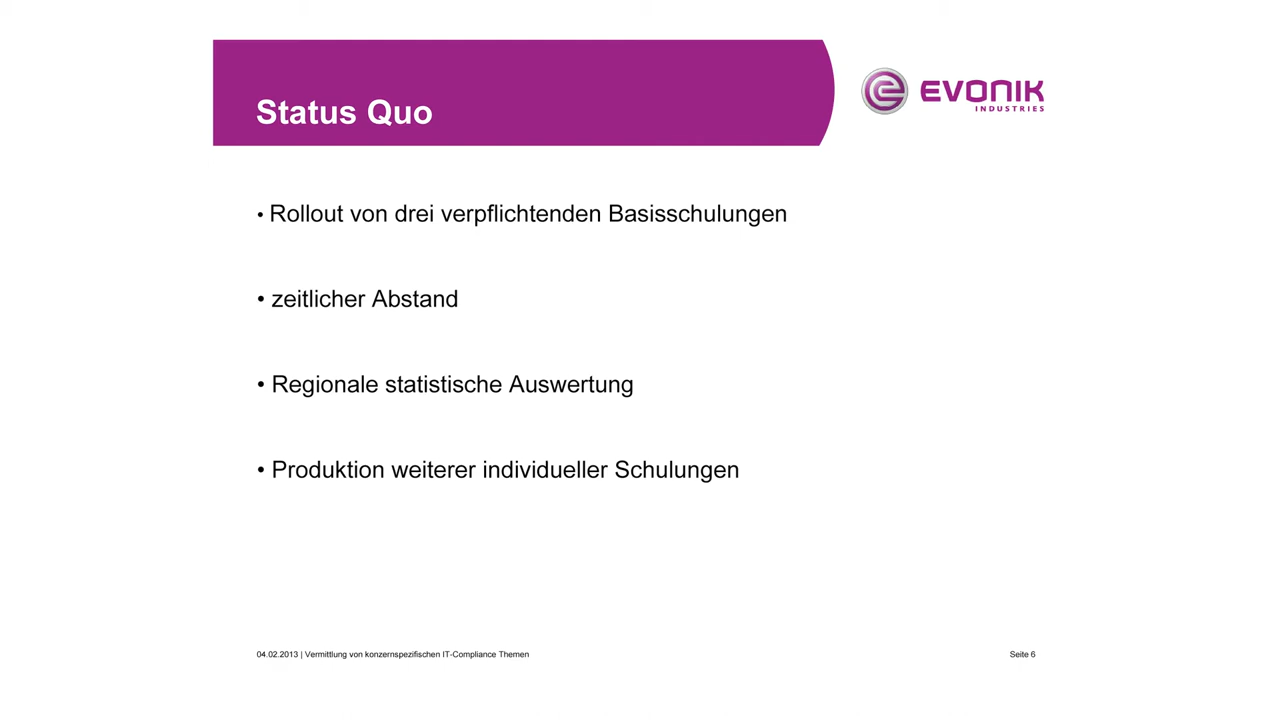 Status Quo
EVONIK
INDUSTRIES
• Rollout von drei verpflichtenden Basisschulungen
• zeitlicher Abstand
• Regionale statistische Auswertung
• Produktion weiterer individueller Schulungen
04.02.2013 | Vermittlung von konzernspezifischen IT-Compliance Themen
Seite 6